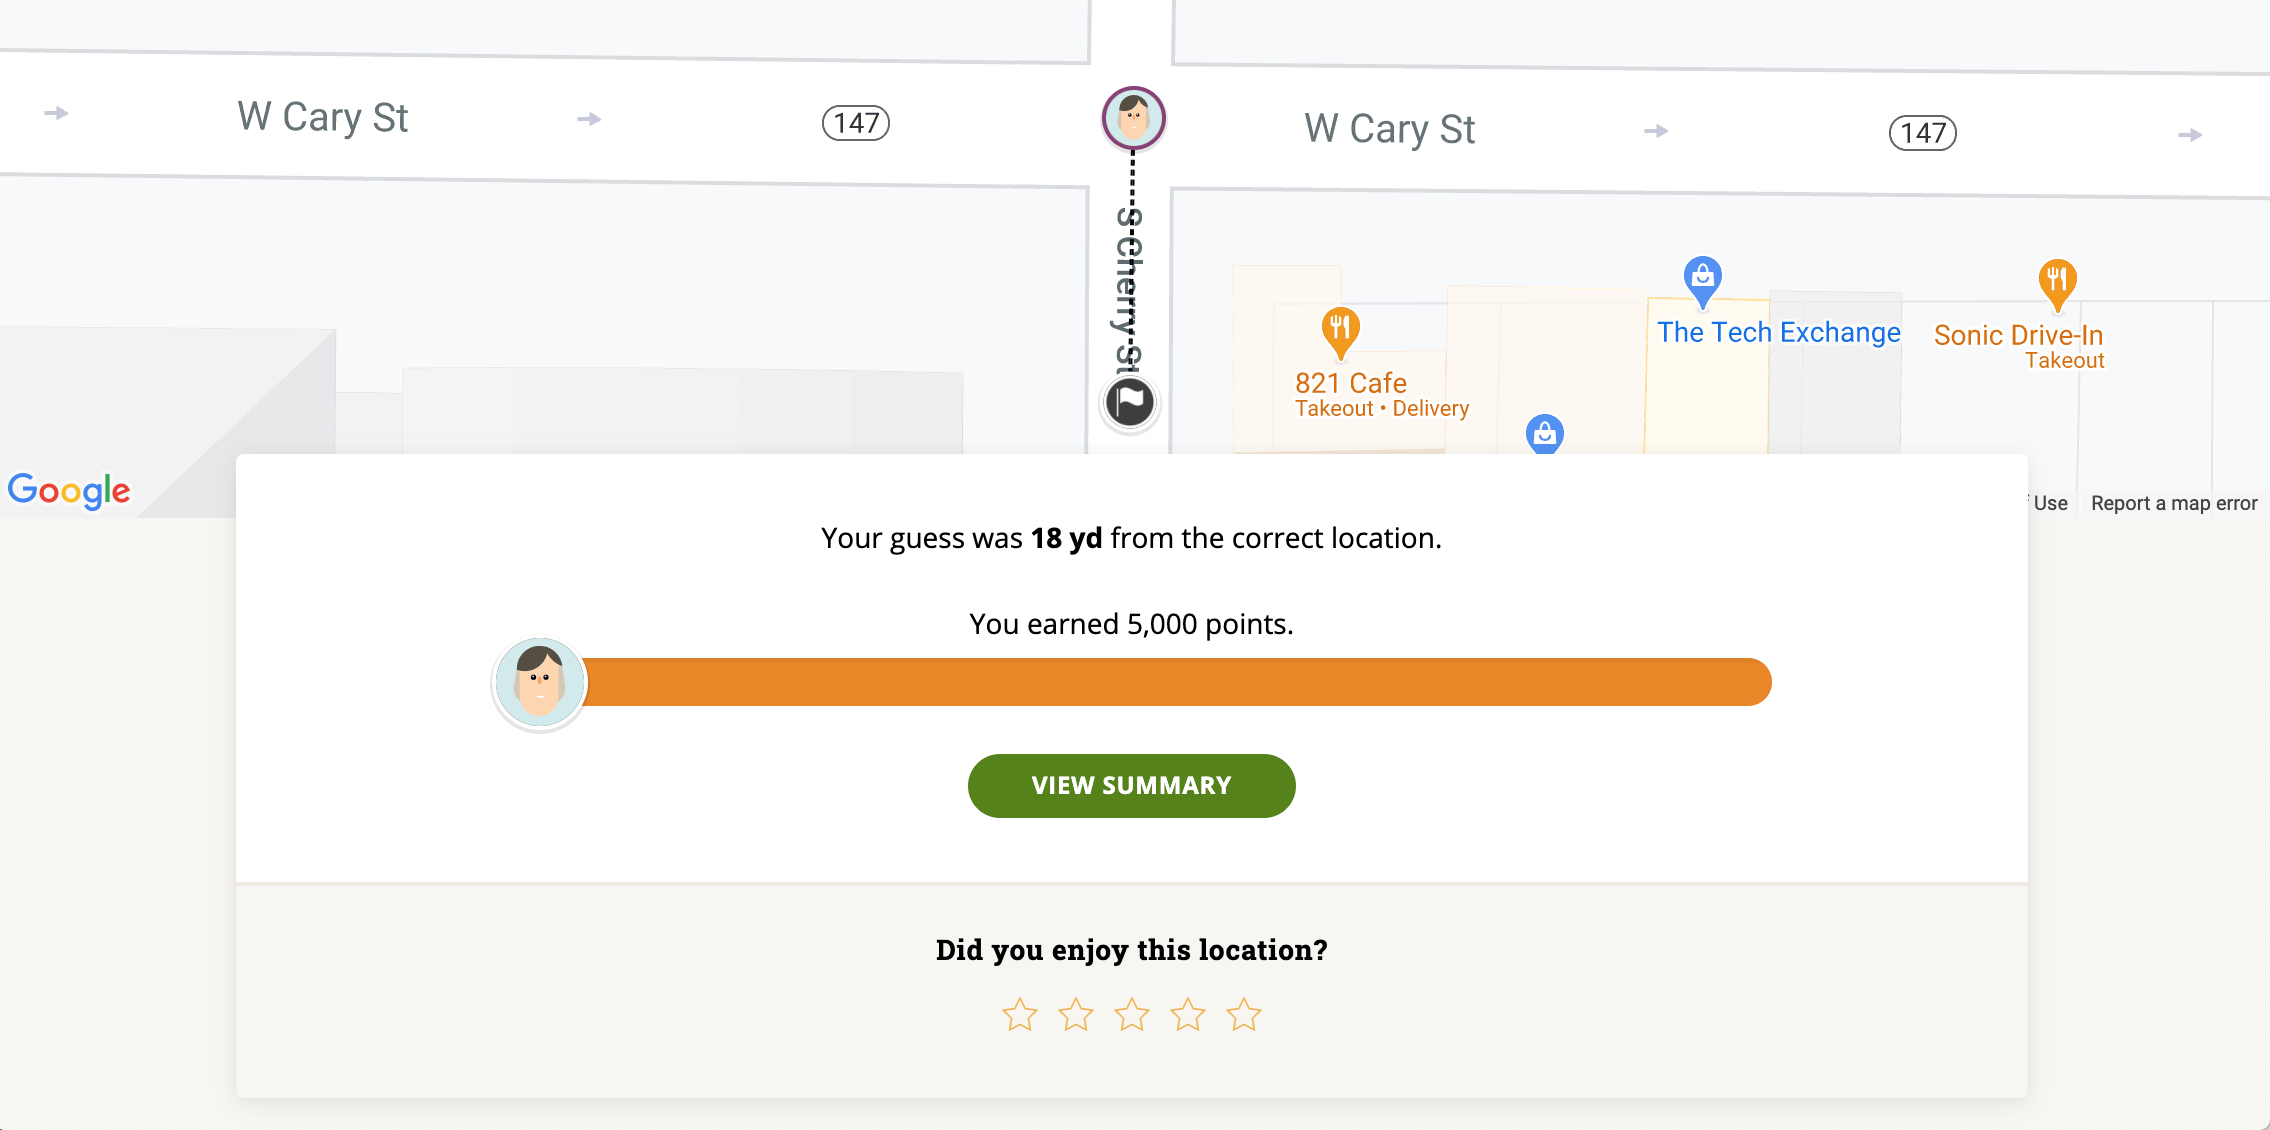 W Cary St
147
W Cary St
147
S Cherry St
The Tech Exchange
Sonic Drive-In
Takeout
821 Cafe
Takeout • Delivery
Google
Use
Report a map error
Your guess was 18 yd from the correct location.
You earned 5,000 points.
VIEW SUMMARY
Did you enjoy this location?